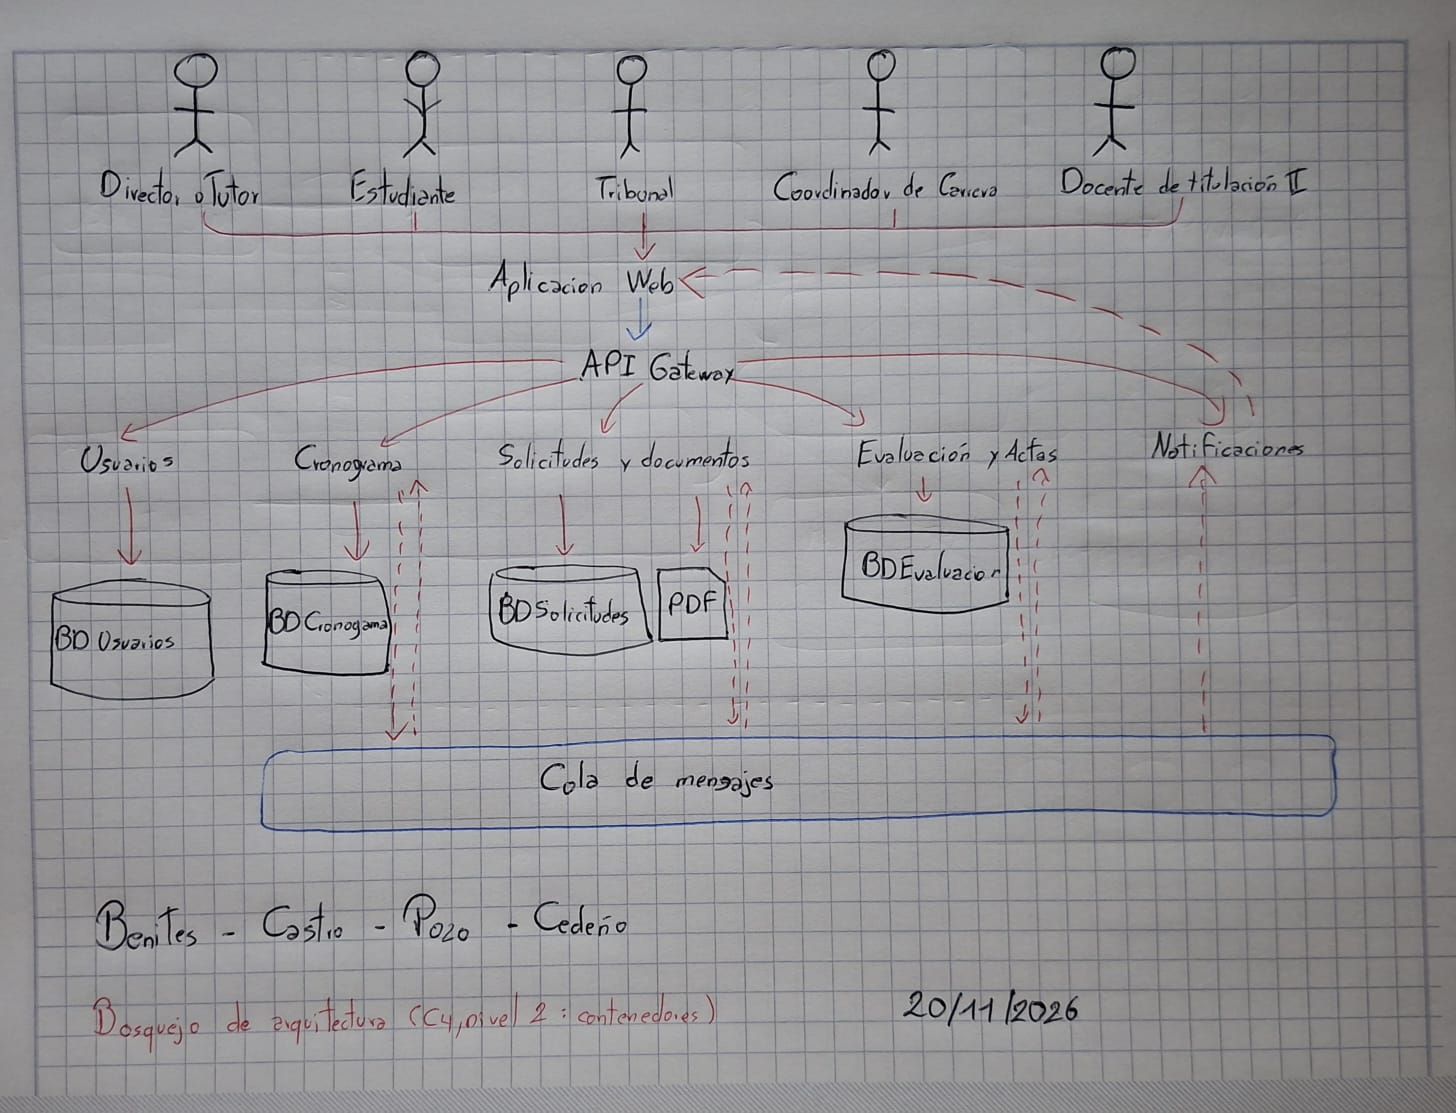 Director o Tutor
Estudiante
Tribunal
Coordinador de Carrera
Docente de titulación II
Aplicacion Web
API Gateway
Usuarios
Cronograma
Solicitudes y documentos
Evaluación y Actas
Notificaciones
BD Usuarios
BD Cronograma
BD Solicitudes
PDF
BD Evaluacion
Cola de mensajes
Benites - Castro - Pozo - Cedeño
Bosquejo de arquitectura (C4, nivel 2 : contenedores)
20/11/2026